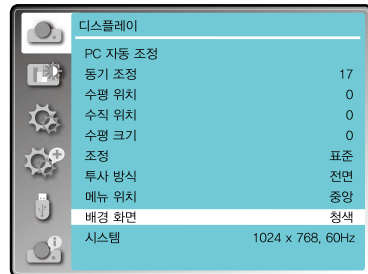 디스플레이
PC 자동 조정
동기 조정 17
수평 위치 0
수직 위치 0
수평 크기 0
조정 표준
투사 방식 전면
메뉴 위치 중앙
배경 화면 청색
시스템 1024 x 768, 60Hz